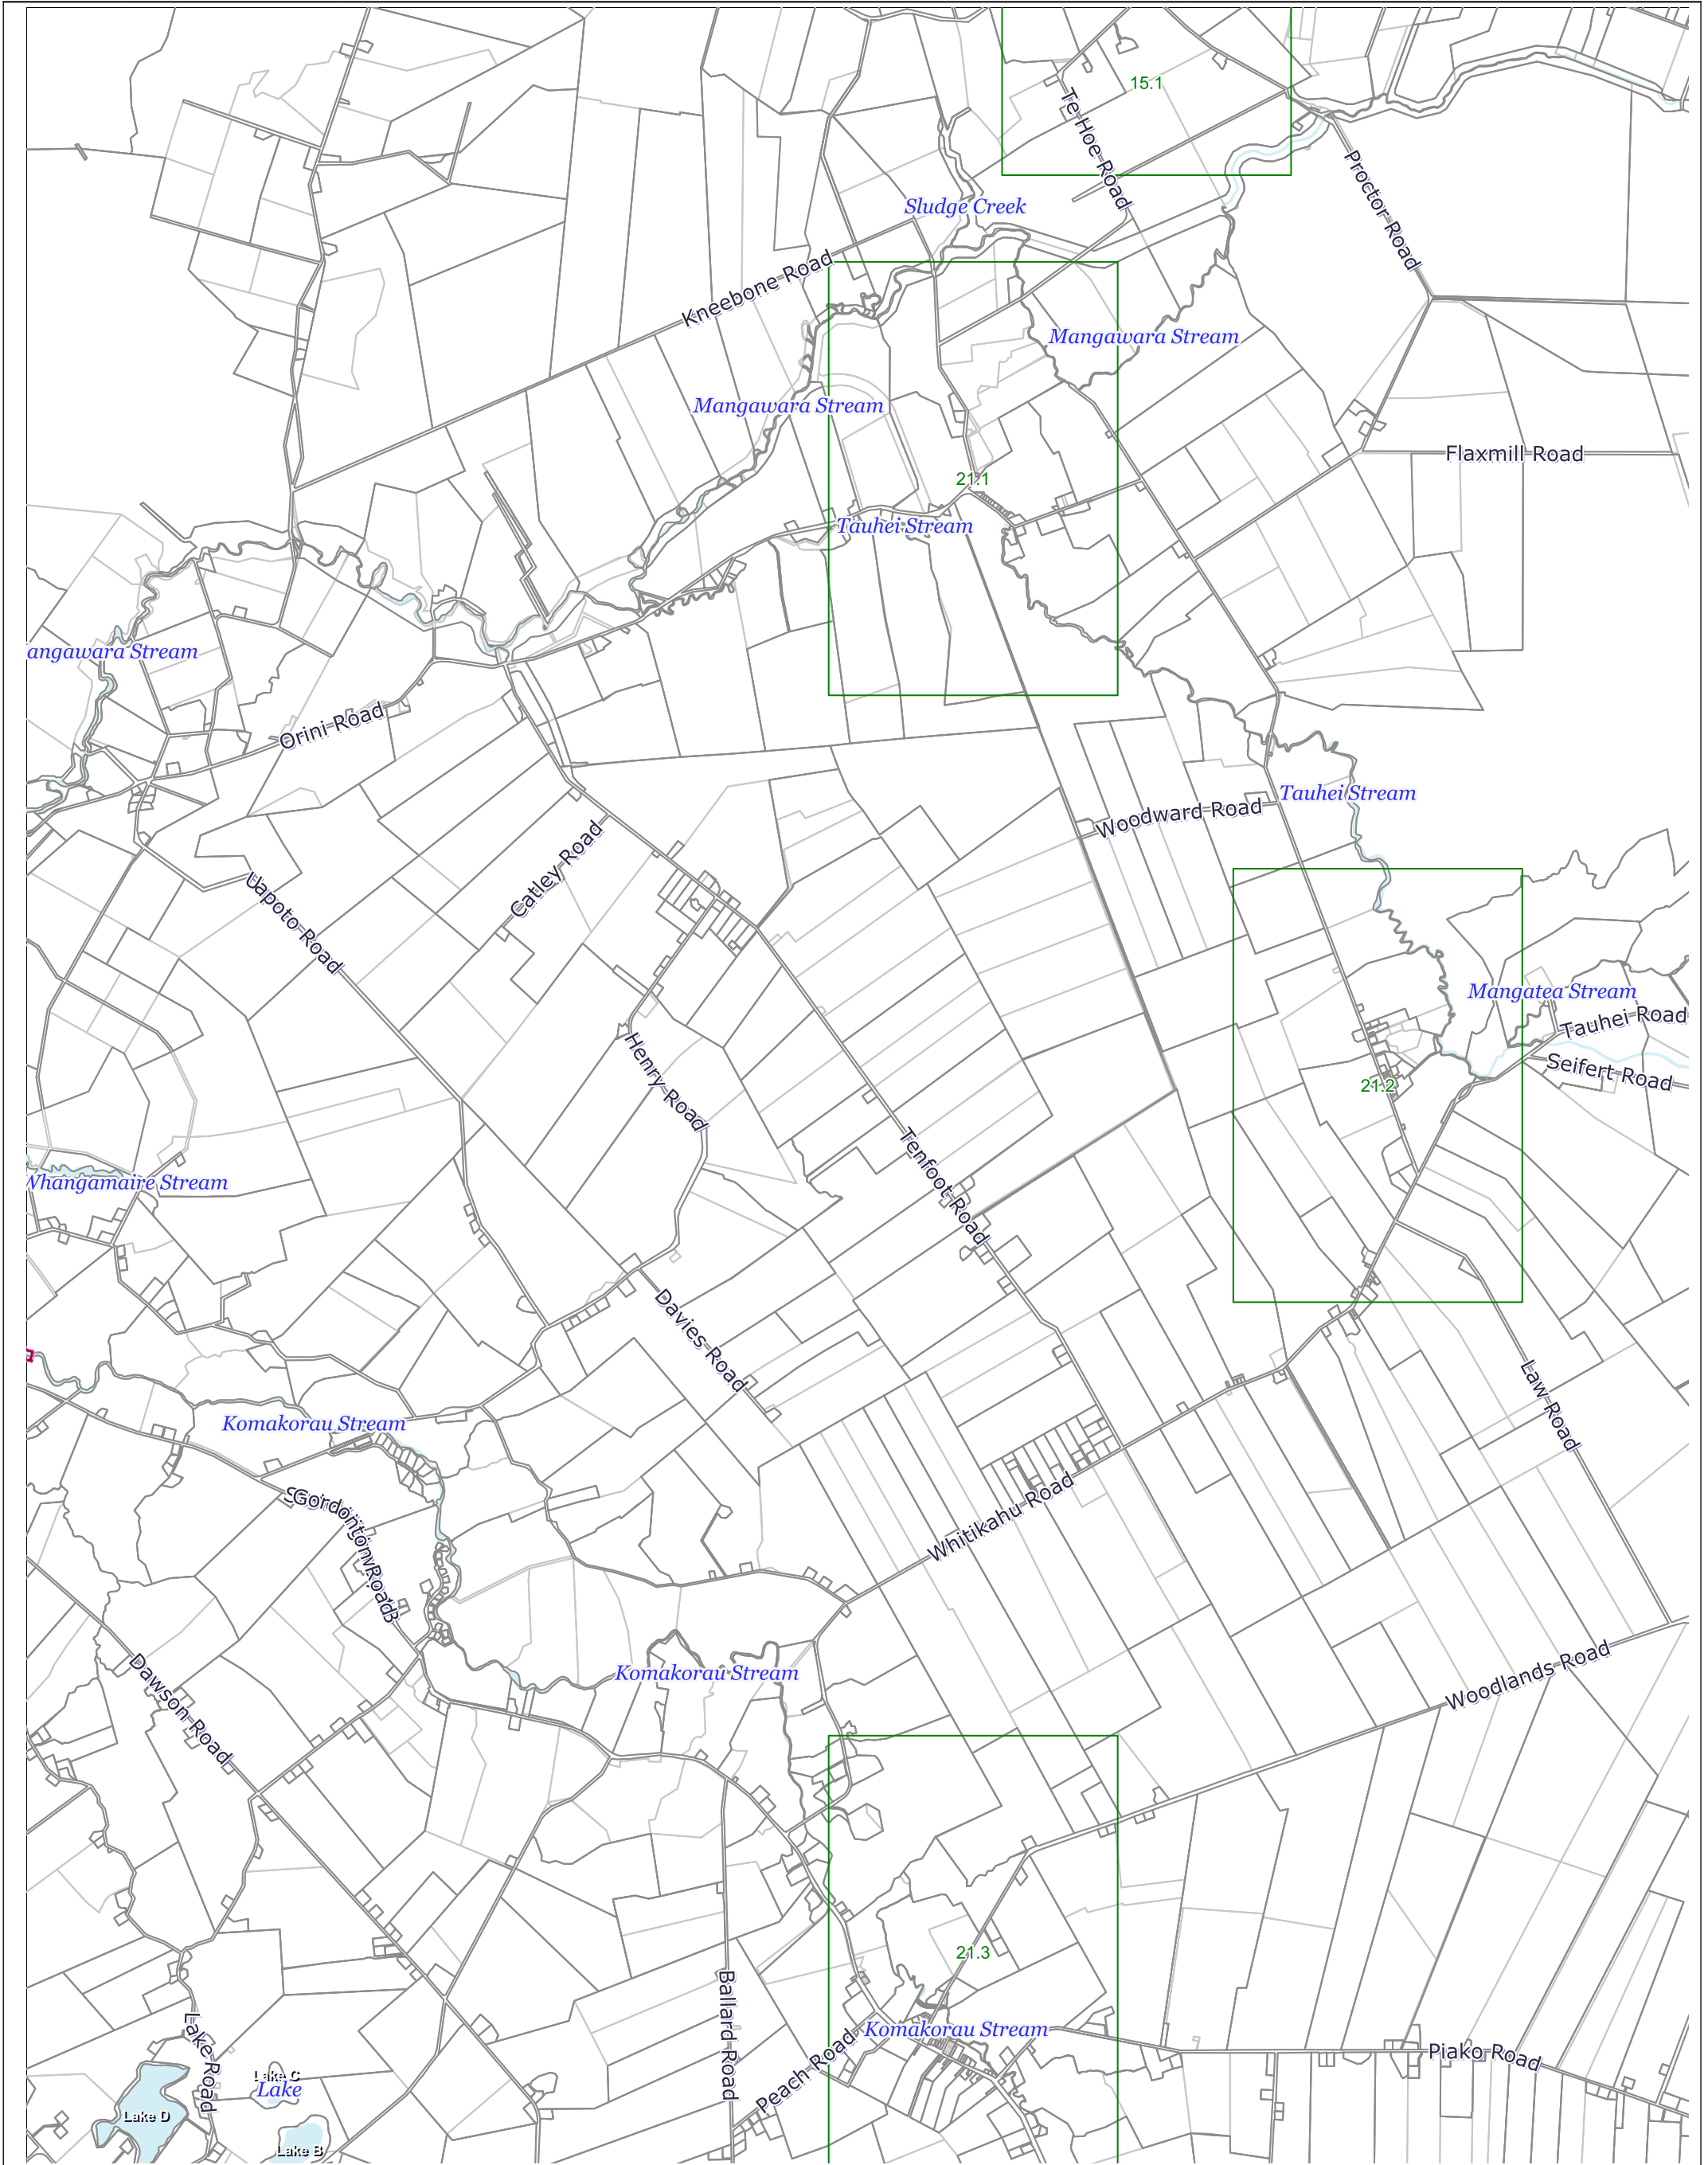 15.1
Te Hoe Road
Proctor Road
Sludge Creek
Kneebone Road
Mangawara Stream
Mangawara Stream
Flaxmill Road
21.1
Tauhei Stream
angawara Stream
Orini Road
Tauhei Stream
Woodward Road
Catley Road
Uapoto Road
Mangatea Stream
Tauhei Road
Seifert Road
Henry Road
21.2
Tenfoot Road
Whangamaire Stream
Davies Road
Law Road
Komakorau Stream
Gordonton Road
Whitikahu Road
Komakorau Stream
Woodlands Road
Dawson Road
21.3
Ballard Road
Lake Road
Komakorau Stream
Peach Road
Piako Road
Lake C
Lake
Lake D
Lake B